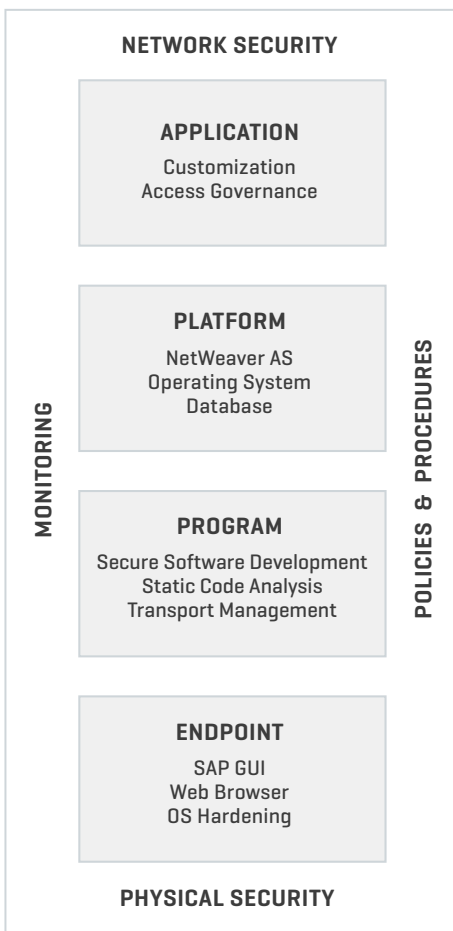 NETWORK SECURITY
APPLICATION
Customization
Access Governance
PLATFORM
NetWeaver AS
Operating System
Database
MONITORING
POLICIES & PROCEDURES
PROGRAM
Secure Software Development
Static Code Analysis
Transport Management
ENDPOINT
SAP GUI
Web Browser
OS Hardening
PHYSICAL SECURITY